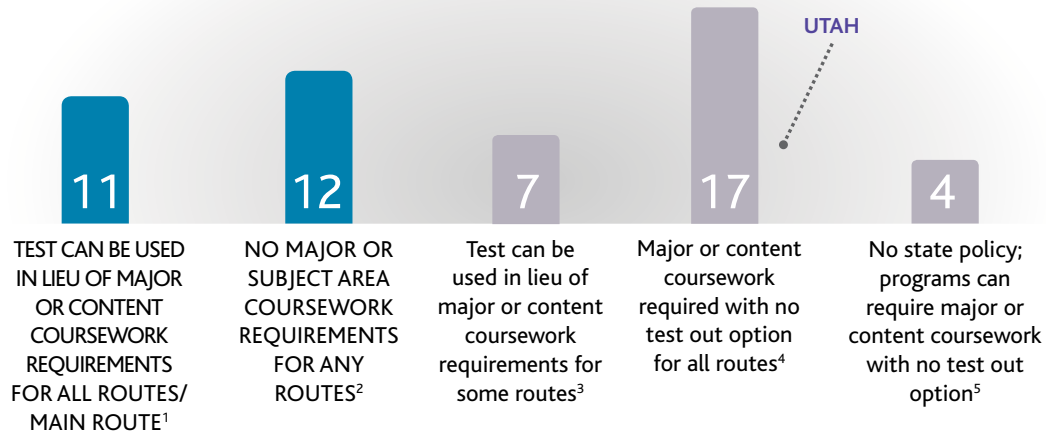 UTAH
11
12
7
17
4
TEST CAN BE USED
IN LIEU OF MAJOR
OR CONTENT
COURSEWORK
REQUIREMENTS
FOR ALL ROUTES/
MAIN ROUTE¹
NO MAJOR OR
SUBJECT AREA
COURSEWORK
REQUIREMENTS
FOR ANY
ROUTES²
Test can be
used in lieu of
major or content
coursework
requirements for
some routes³
Major or content
coursework
required with no
test out option
for all routes⁴
No state policy;
programs can
require major or
content coursework
with no test out
option⁵